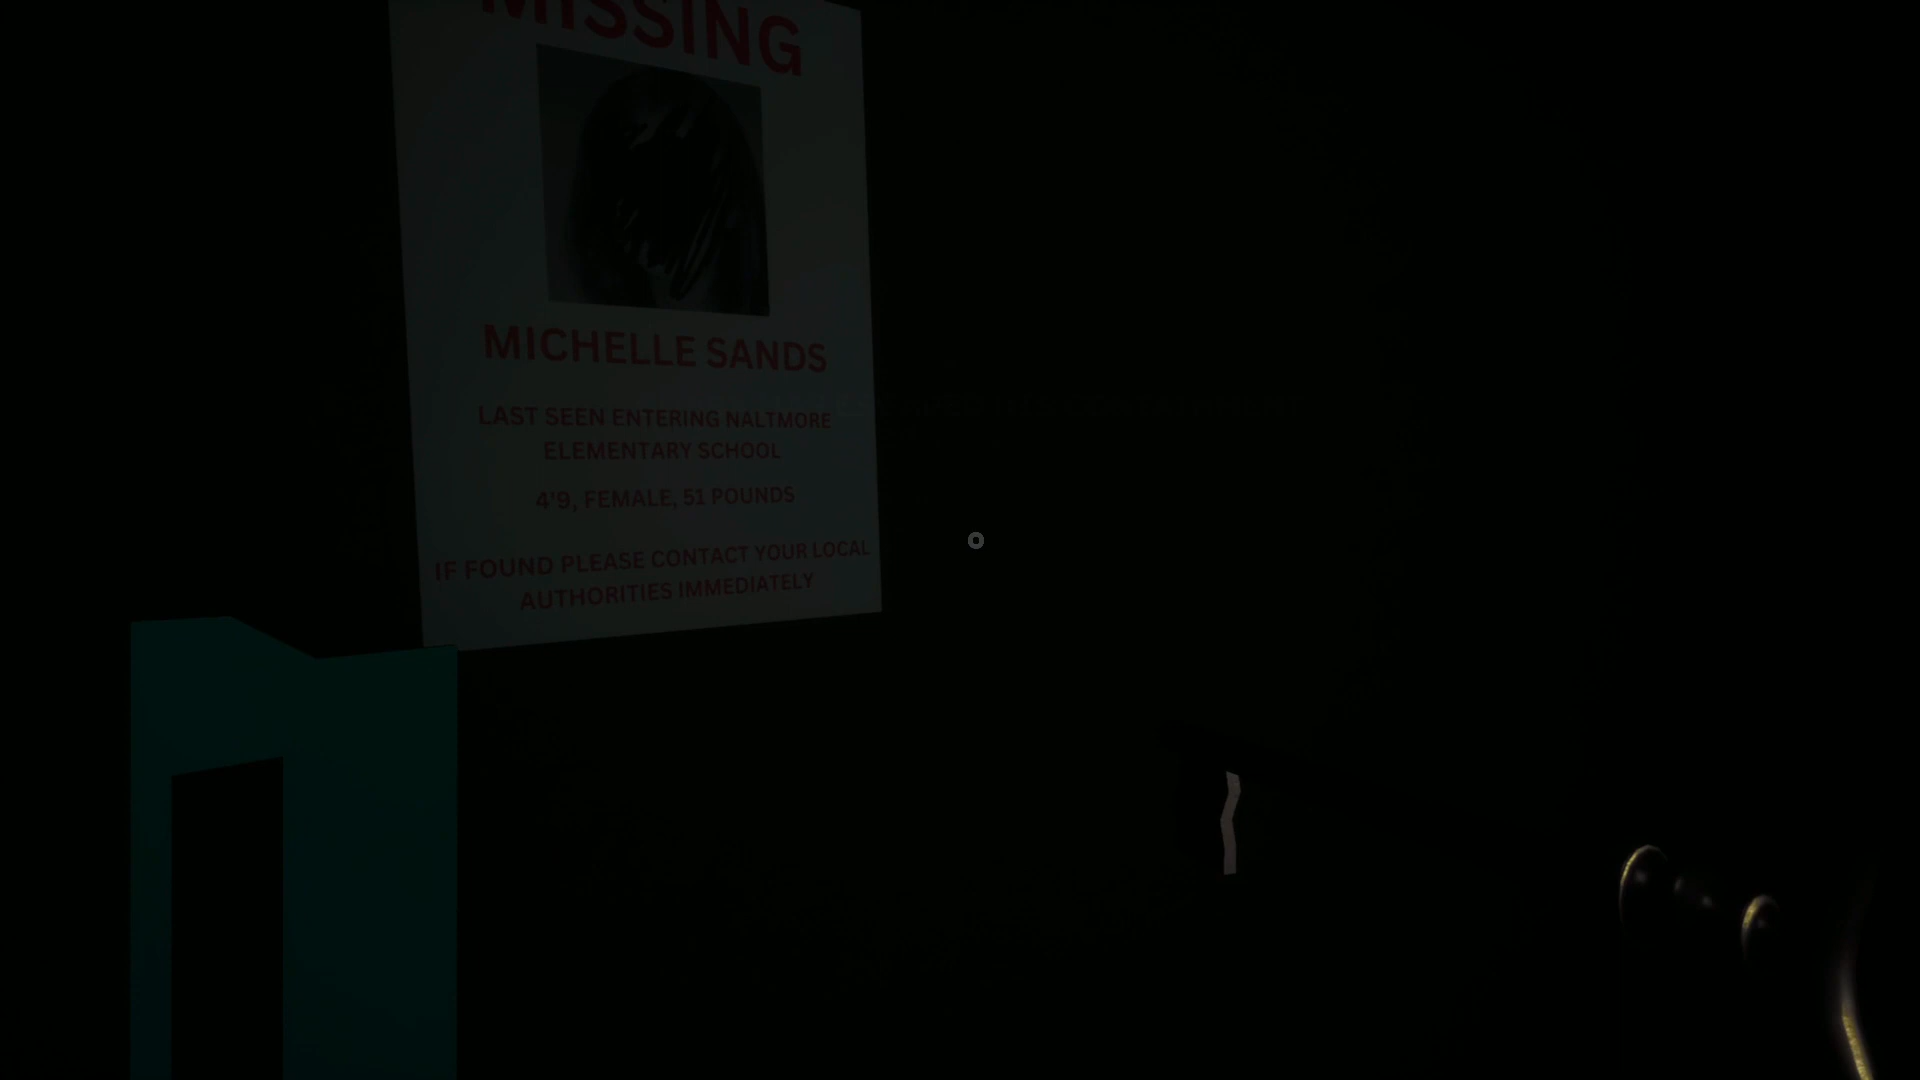 MISSING
MICHELLE SANDS
LAST SEEN ENTERING NALTMORE
ELEMENTARY SCHOOL
4'9, FEMALE, 51 POUNDS
IF FOUND PLEASE CONTACT YOUR LOCAL
AUTHORITIES IMMEDIATELY